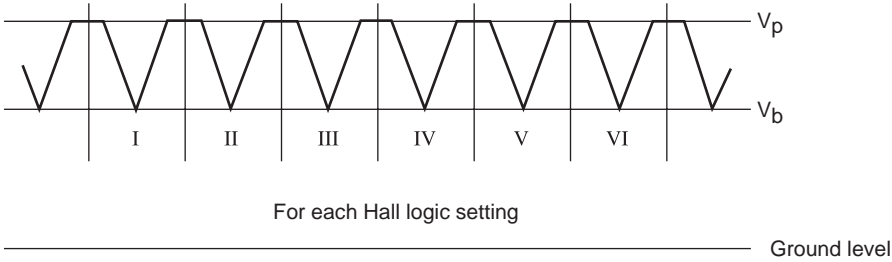 Vp
Vb
I II III IV V VI
For each Hall logic setting
Ground level